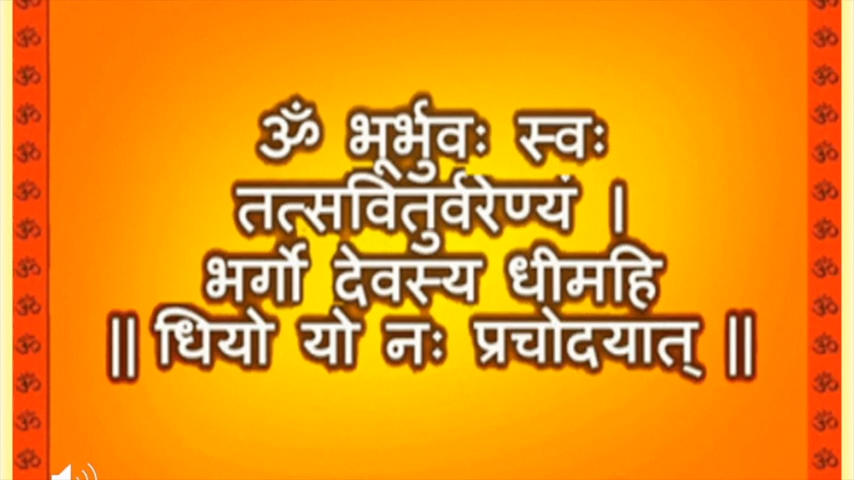 ॐ भूर्भुवः स्वः
तत्सवितुर्वरेण्यं ।
भर्गो देवस्य धीमहि
॥ धियो यो नः प्रचोदयात् ॥